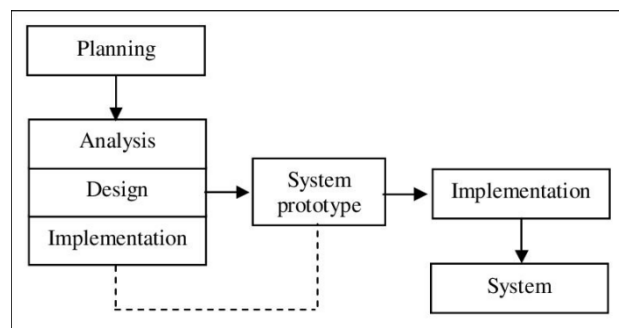 Planning
Analysis
Design
Implementation
System
prototype
Implementation
System